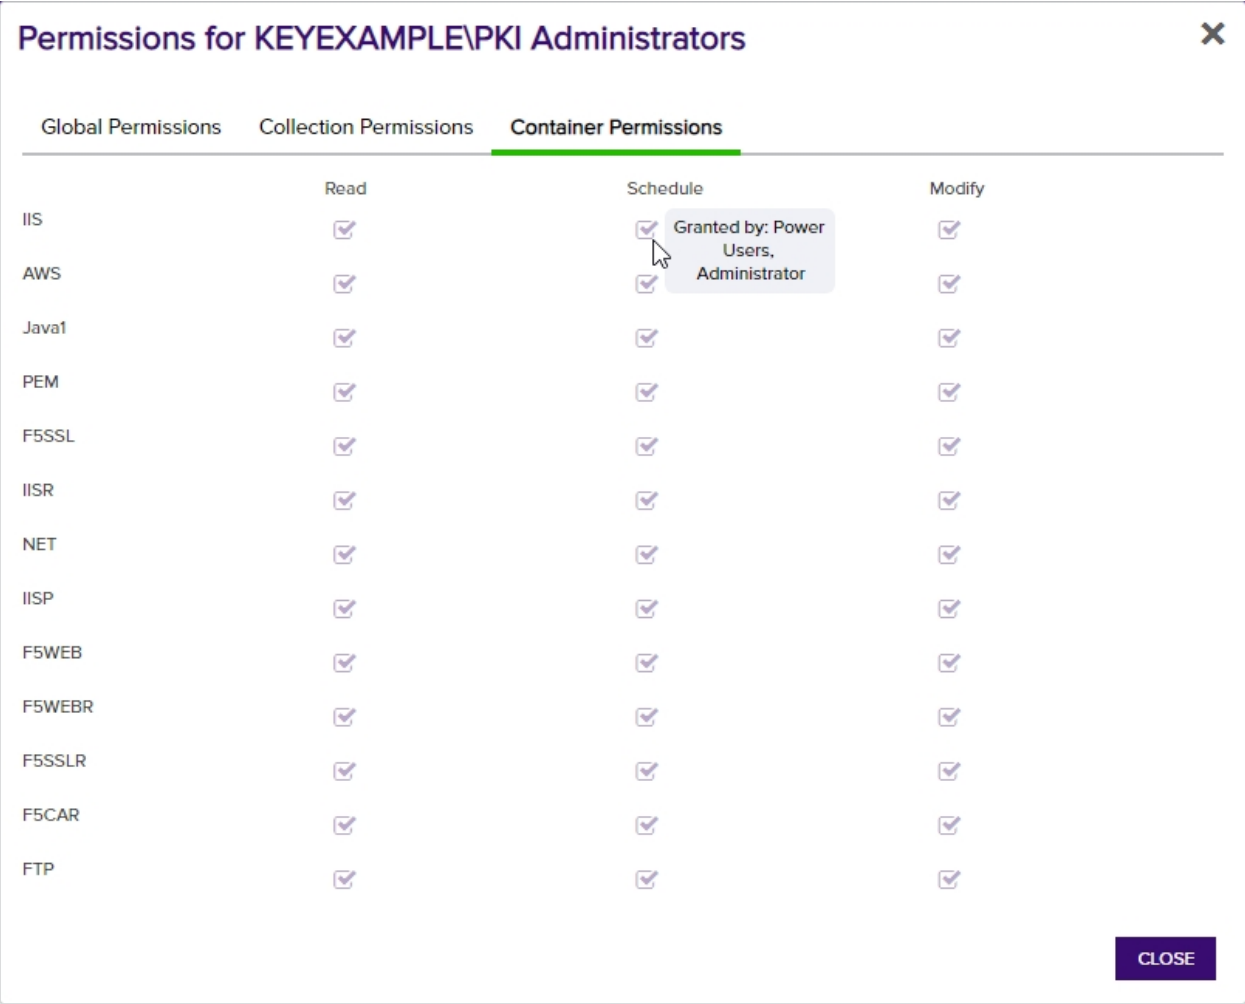 Permissions for KEYEXAMPLE\PKI Administrators
Global Permissions Collection Permissions Container Permissions
Read Schedule Modify
IIS
Granted by: Power
Users,
Administrator
AWS
Java1
PEM
F5SSL
IISR
NET
IISP
F5WEB
F5WEBR
F5SSLR
F5CAR
FTP
CLOSE